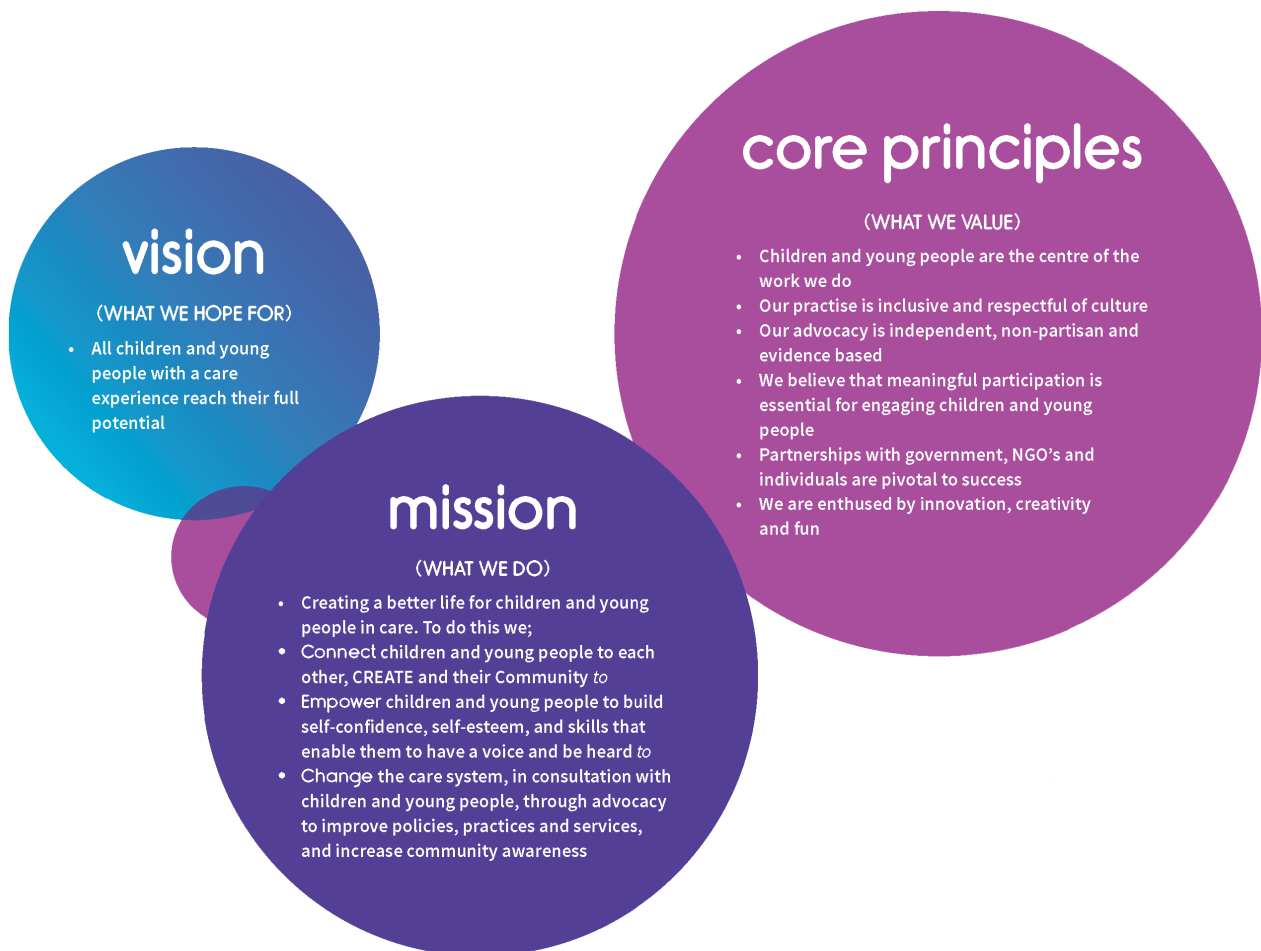 vision
(WHAT WE HOPE FOR)
• All children and young
people with a care
experience reach their full
potential
mission
(WHAT WE DO)
• Creating a better life for children and young
people in care. To do this we;
• Connect children and young people to each
other, CREATE and their Community to
• Empower children and young people to build
self-confidence, self-esteem, and skills that
enable them to have a voice and be heard to
• Change the care system, in consultation with
children and young people, through advocacy
to improve policies, practices and services,
and increase community awareness
core principles
(WHAT WE VALUE)
• Children and young people are the centre of the
work we do
• Our practise is inclusive and respectful of culture
• Our advocacy is independent, non-partisan and
evidence based
• We believe that meaningful participation is
essential for engaging children and young
people
• Partnerships with government, NGO's and
individuals are pivotal to success
• We are enthused by innovation, creativity
and fun